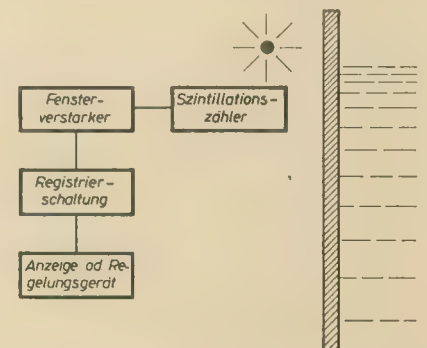 Fenster-
verstarker
Szintillations-
zähler
Registrier-
schaltung
Anzeige od Re-
gelungsgerät